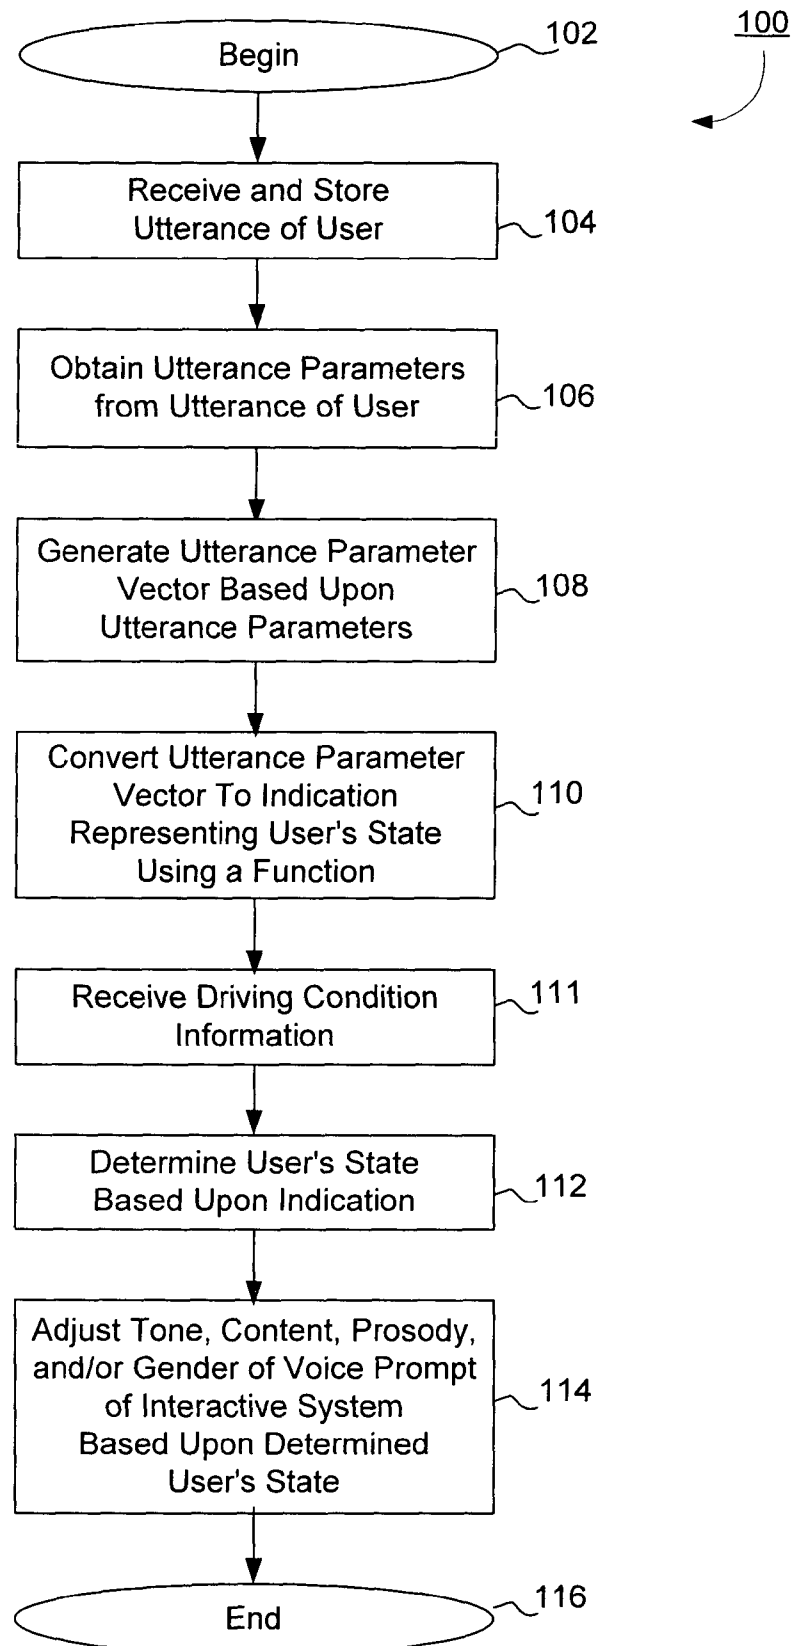 100
Begin
102
Receive and Store
Utterance of User
104
Obtain Utterance Parameters
from Utterance of User
106
Generate Utterance Parameter
Vector Based Upon
Utterance Parameters
108
Convert Utterance Parameter
Vector To Indication
Representing User's State
Using a Function
110
Receive Driving Condition
Information
111
Determine User's State
Based Upon Indication
112
Adjust Tone, Content, Prosody,
and/or Gender of Voice Prompt
of Interactive System
Based Upon Determined
User's State
114
End
116